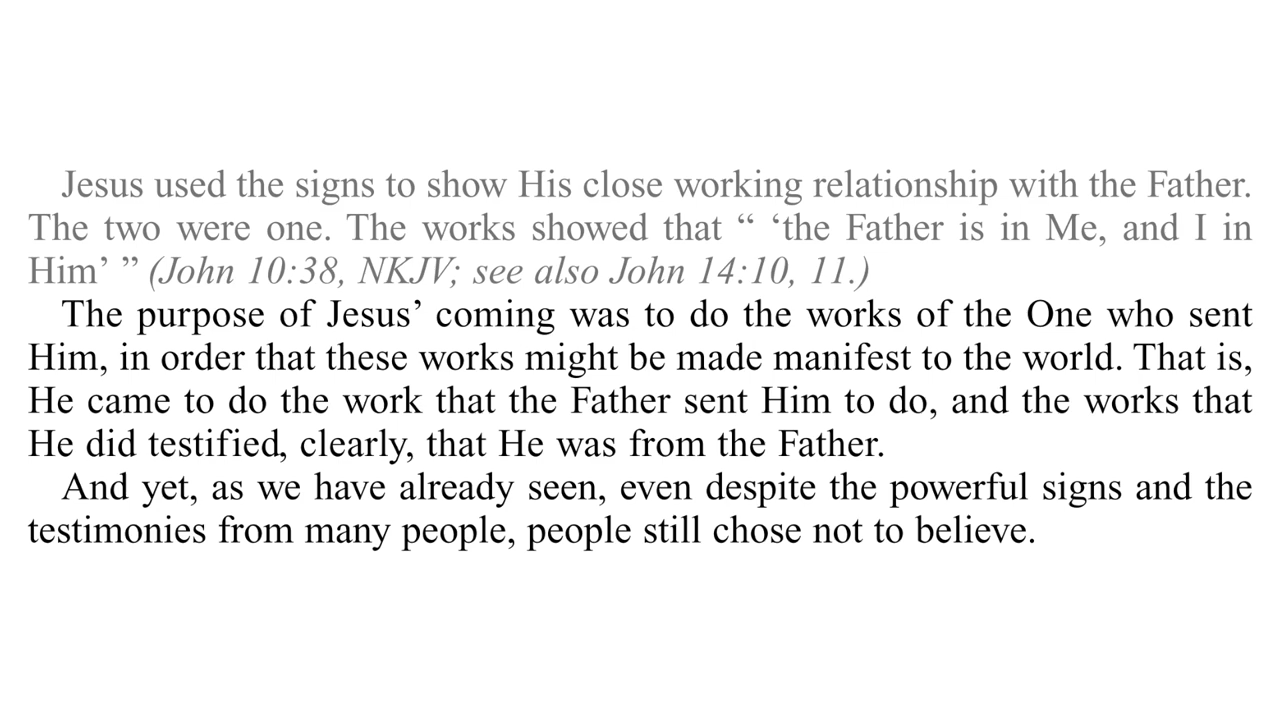 Jesus used the signs to show His close working relationship with the Father.
The two were one. The works showed that “ ‘the Father is in Me, and I in
Him’ ” (John 10:38, NKJV; see also John 14:10, 11.)
The purpose of Jesus’ coming was to do the works of the One who sent
Him, in order that these works might be made manifest to the world. That is,
He came to do the work that the Father sent Him to do, and the works that
He did testified, clearly, that He was from the Father.
And yet, as we have already seen, even despite the powerful signs and the
testimonies from many people, people still chose not to believe.